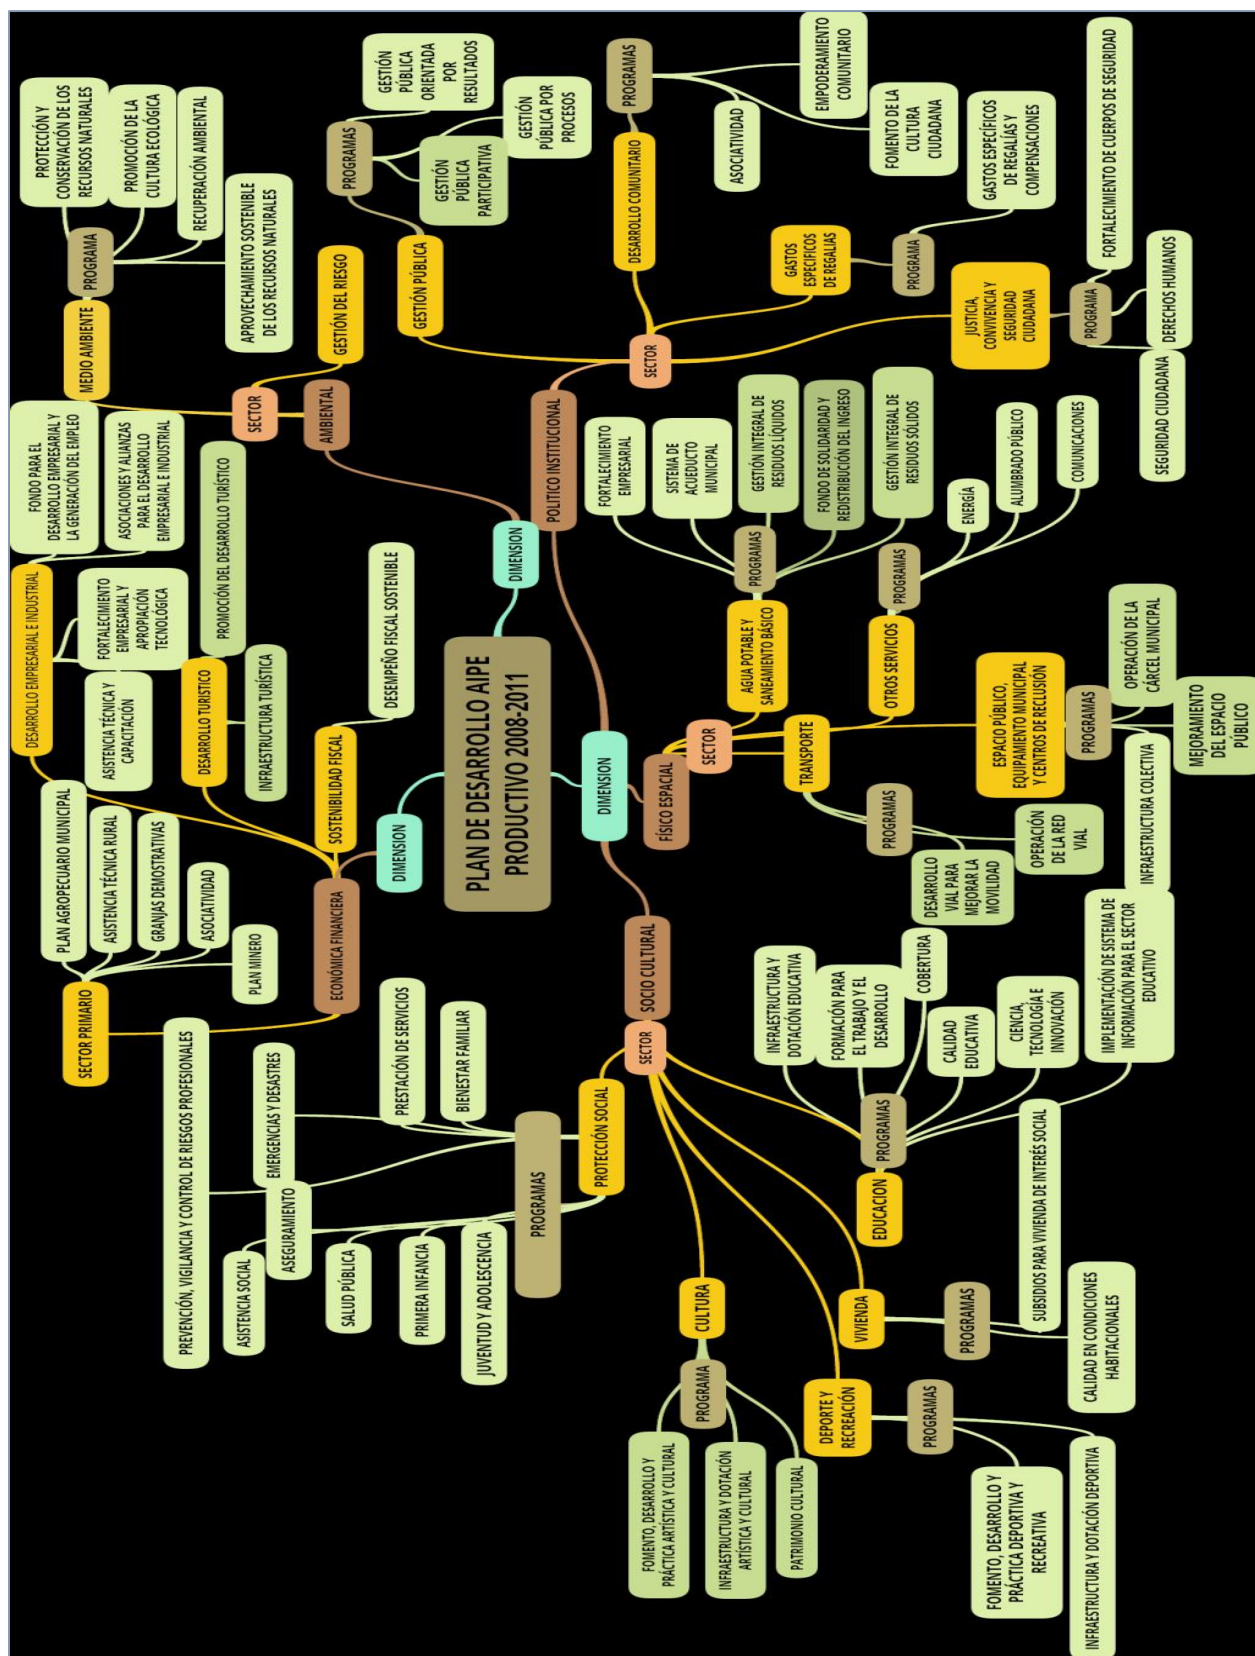 PLAN DE DESARROLLO AIPE
PRODUCTIVO 2008-2011
DIMENSION
ECONÓMICA FINANCIERA
SECTOR PRIMARIO
PLAN AGROPECUARIO MUNICIPAL
ASISTENCIA TÉCNICA RURAL
GRANJAS DEMOSTRATIVAS
ASOCIATIVIDAD
PLAN MINERO
DESARROLLO EMPRESARIAL E INDUSTRIAL
FONDO PARA EL
DESARROLLO EMPRESARIAL Y
LA GENERACIÓN DEL EMPLEO
ASOCIACIONES Y ALIANZAS
PARA EL DESARROLLO
EMPRESARIAL E INDUSTRIAL
FORTALECIMIENTO
EMPRESARIAL Y
APROPIACIÓN
TECNOLÓGICA
ASISTENCIA TÉCNICA Y
CAPACITACIÓN
DESARROLLO TURISTICO
PROMOCIÓN DEL DESARROLLO TURÍSTICO
INFRAESTRUCTURA TURÍSTICA
SOSTENIBILIDAD FISCAL
DESEMPEÑO FISCAL SOSTENIBLE
DIMENSION
AMBIENTAL
SECTOR
MEDIO AMBIENTE
PROGRAMA
PROTECCIÓN Y
CONSERVACIÓN DE LOS
RECURSOS NATURALES
PROMOCIÓN DE LA
CULTURA ECOLÓGICA
RECUPERACIÓN AMBIENTAL
APROVECHAMIENTO SOSTENIBLE
DE LOS RECURSOS NATURALES
GESTIÓN DEL RIESGO
DIMENSION
POLITICO INSTITUCIONAL
SECTOR
GESTIÓN PÚBLICA
PROGRAMAS
GESTIÓN
PÚBLICA
ORIENTADA
POR
RESULTADOS
GESTIÓN
PÚBLICA POR
PROCESOS
GESTIÓN
PÚBLICA
PARTICIPATIVA
DESARROLLO COMUNITARIO
PROGRAMAS
ASOCIATIVIDAD
EMPODERAMIENTO
COMUNITARIO
FOMENTO DE LA
CULTURA
CIUDADANA
GASTOS
ESPECIFICOS
DE REGALIAS
PROGRAMA
GASTOS ESPECÍFICOS
DE REGALÍAS Y
COMPENSACIONES
JUSTICIA,
CONVIVENCIA Y
SEGURIDAD
CIUDADANA
PROGRAMA
FORTALECIMIENTO DE CUERPOS DE SEGURIDAD
DERECHOS HUMANOS
SEGURIDAD CIUDADANA
FÍSICO ESPACIAL
SECTOR
AGUA POTABLE Y
SANEAMIENTO BÁSICO
PROGRAMAS
FORTALECIMIENTO
EMPRESARIAL
SISTEMA DE
ACUEDUCTO
MUNICIPAL
GESTIÓN INTEGRAL DE
RESIDUOS LÍQUIDOS
FONDO DE SOLIDARIDAD Y
REDISTRIBUCIÓN DEL INGRESO
GESTIÓN INTEGRAL DE
RESIDUOS SÓLIDOS
OTROS SERVICIOS
PROGRAMAS
ENERGÍA
ALUMBRADO PÚBLICO
COMUNICACIONES
TRANSPORTE
PROGRAMAS
DESARROLLO
VIAL PARA
MEJORAR LA
MOVILIDAD
OPERACIÓN
DE LA RED
VIAL
ESPACIO PÚBLICO,
EQUIPAMIENTO MUNICIPAL
Y CENTROS DE RECLUSIÓN
PROGRAMAS
OPERACIÓN DE LA
CÁRCEL MUNICIPAL
MEJORAMIENTO
DEL ESPACIO
PÚBLICO
INFRAESTRUCTURA COLECTIVA
SOCIO CULTURAL
SECTOR
PROTECCIÓN SOCIAL
PROGRAMAS
PREVENCIÓN, VIGILANCIA Y CONTROL DE RIESGOS PROFESIONALES
EMERGENCIAS Y DESASTRES
PRESTACIÓN DE SERVICIOS
BIENESTAR FAMILIAR
ASISTENCIA SOCIAL
ASEGURAMIENTO
SALUD PÚBLICA
PRIMERA INFANCIA
JUVENTUD Y ADOLESCENCIA
EDUCACION
PROGRAMAS
INFRAESTRUCTURA Y
DOTACIÓN EDUCATIVA
FORMACIÓN PARA
EL TRABAJO Y EL
DESARROLLO
COBERTURA
CALIDAD
EDUCATIVA
CIENCIA,
TECNOLOGIA E
INNOVACIÓN
IMPLEMENTACIÓN DE SISTEMA DE
INFORMACIÓN PARA EL SECTOR
EDUCATIVO
VIVIENDA
PROGRAMAS
SUBSIDIOS PARA VIVIENDA DE INTERÉS SOCIAL
CALIDAD EN CONDICIONES
HABITACIONALES
CULTURA
PROGRAMA
FOMENTO, DESARROLLO Y
PRÁCTICA ARTÍSTICA Y CULTURAL
INFRAESTRUCTURA Y DOTACIÓN
ARTÍSTICA Y CULTURAL
PATRIMONIO CULTURAL
DEPORTE Y
RECREACIÓN
PROGRAMAS
FOMENTO, DESARROLLO Y
PRÁCTICA DEPORTIVA Y
RECREATIVA
INFRAESTRUCTURA Y DOTACIÓN DEPORTIVA